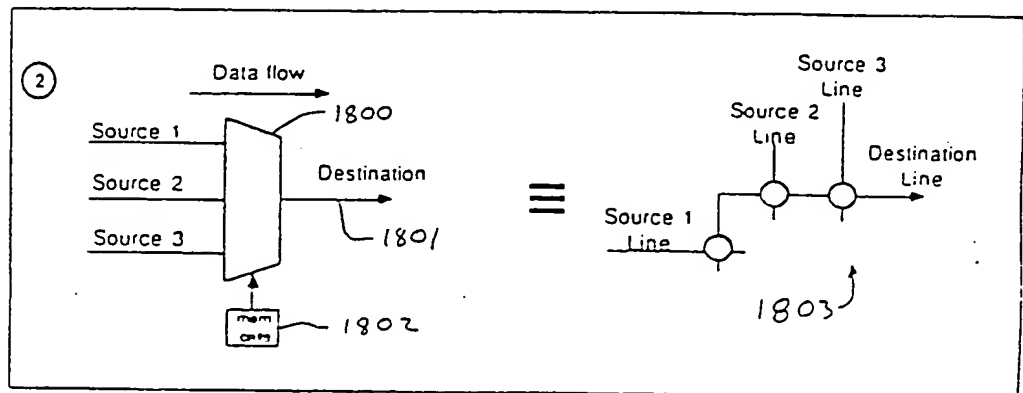 2
Data flow
1800
Source 1
Source 2
Source 3
Destination
1801
1802
Source 3
Line
Source 2
Line
Destination
Line
Source 1
Line
1803